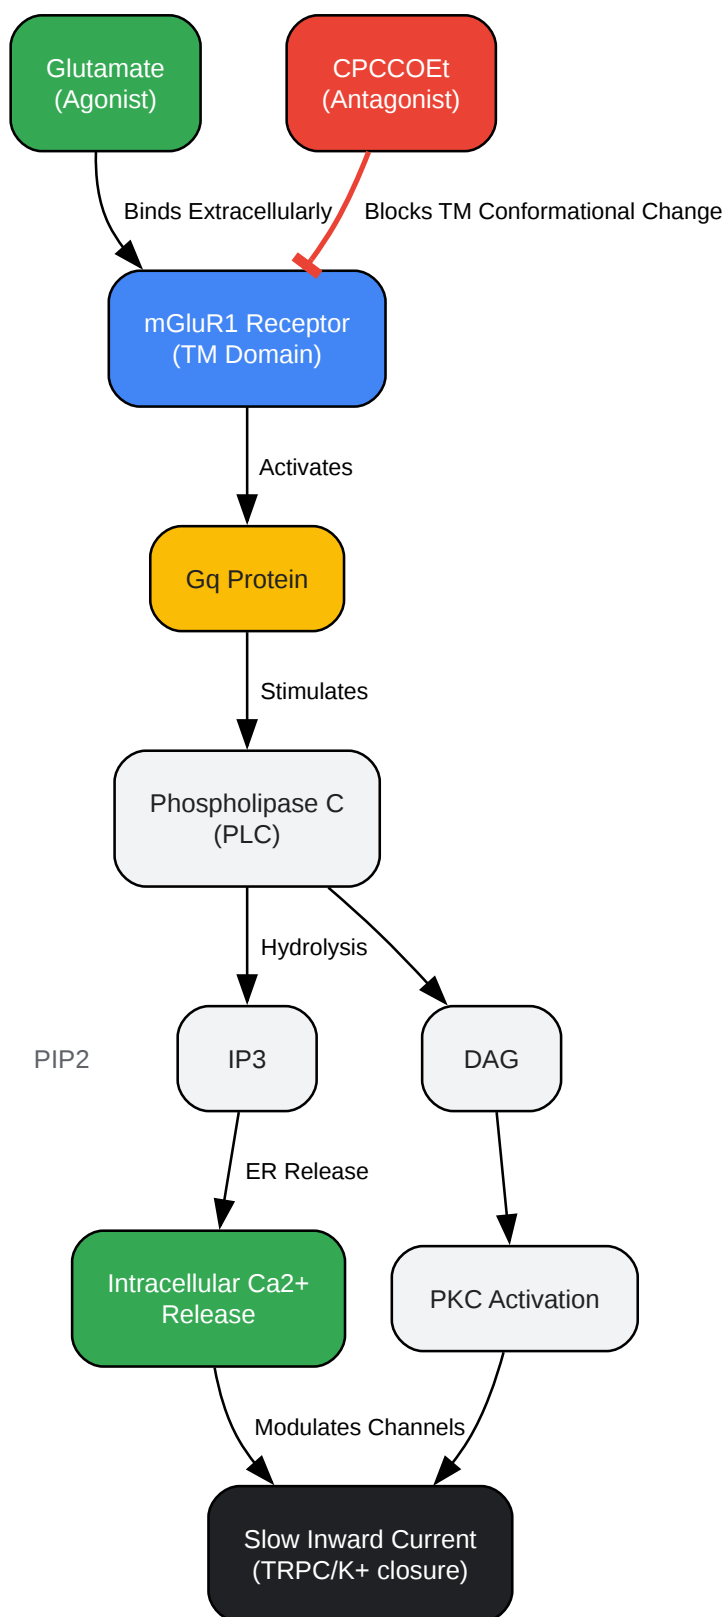 Glutamate
(Agonist)
CPCCOEt
(Antagonist)
Binds Extracellularly
Blocks TM Conformational Change
mGluR1 Receptor
(TM Domain)
Activates
Gq Protein
Stimulates
Phospholipase C
(PLC)
Hydrolysis
PIP2
IP3
DAG
ER Release
Intracellular Ca2+
Release
PKC Activation
Modulates Channels
Slow Inward Current
(TRPC/K+ closure)